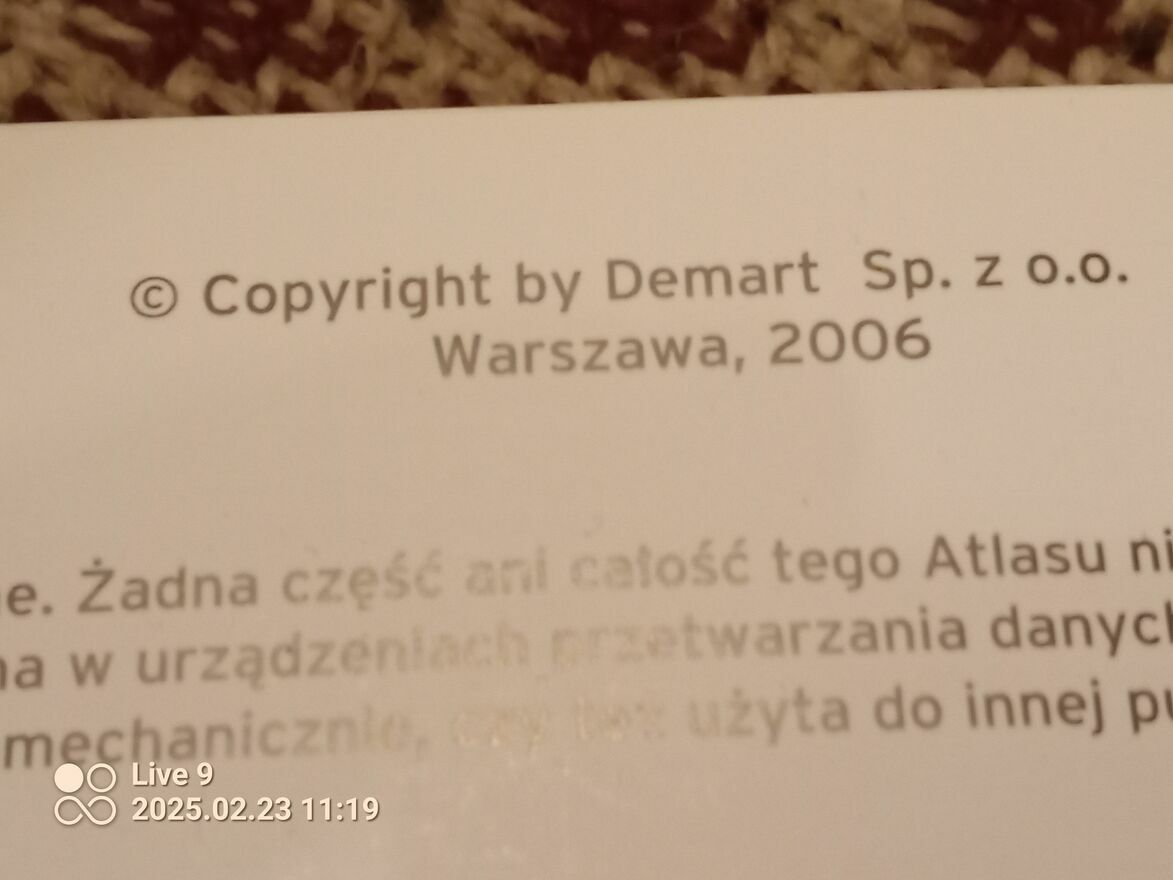 © Copyright by Demart Sp. z o.o.
Warszawa, 2006
e. Żadna część ani całość tego Atlasu ni
na w urządzeniach przetwarzania danych
mechanicznie, czy też użyta do innej pu
Live 9
2025.02.23 11:19